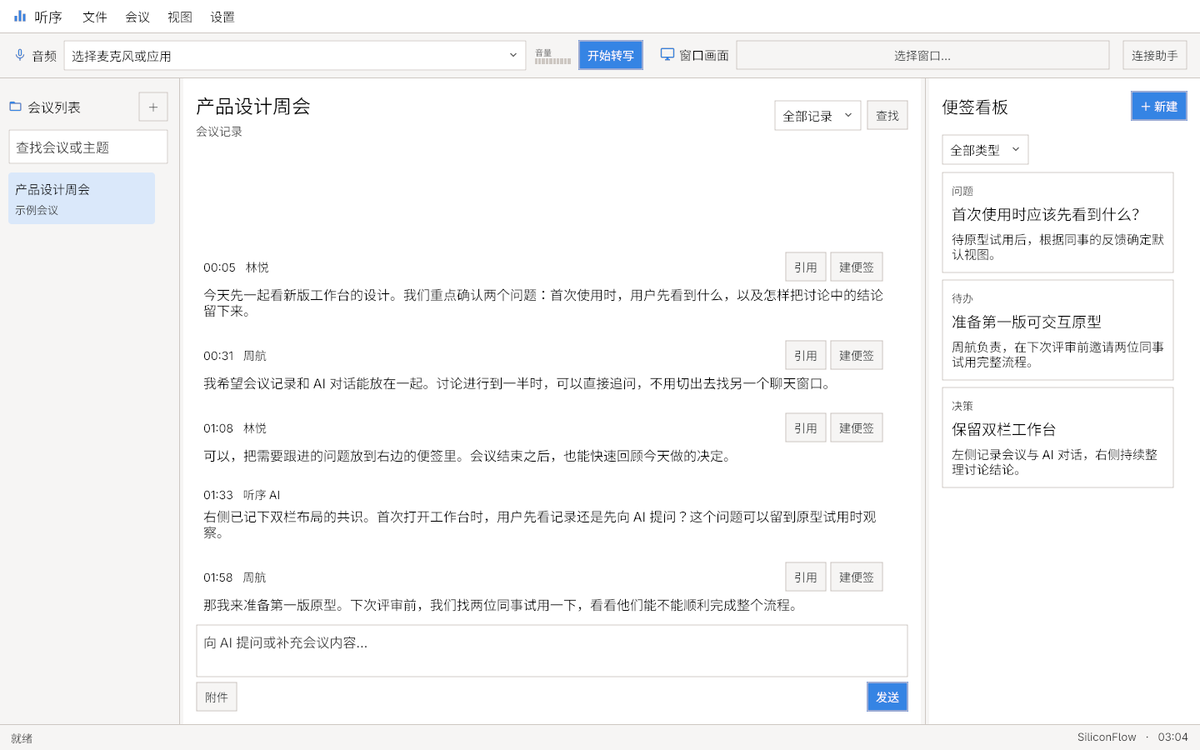 听序 文件 会议 视图 设置
音频 选择麦克风或应用 音量 开始转写 窗口画面 选择窗口... 连接助手
会议列表 +
查找会议或主题
产品设计周会
示例会议
产品设计周会
会议记录
全部记录 查找
00:05 林悦 引用 建便签
今天先一起看新版工作台的设计。我们重点确认两个问题：首次使用时，用户先看到什么，以及怎样把讨论中的结论
留下来。
00:31 周航 引用 建便签
我希望会议记录和 AI 对话能放在一起。讨论进行到一半时，可以直接追问，不用切出去找另一个聊天窗口。
01:08 林悦 引用 建便签
可以，把需要跟进的问题放到右边的便签里。会议结束之后，也能快速回顾今天做的决定。
01:33 听序 AI
右侧已记下双栏布局的共识。首次打开工作台时，用户先看记录还是先向 AI 提问？这个问题可以留到原型试用时观
察。
01:58 周航 引用 建便签
那我来准备第一版原型。下次评审前，我们找两位同事试用一下，看看他们能不能顺利完成整个流程。
向 AI 提问或补充会议内容...
附件 发送
便签看板 + 新建
全部类型
问题
首次使用时应该先看到什么？
待原型试用后，根据同事的反馈确定默
认视图。
待办
准备第一版可交互原型
周航负责，在下次评审前邀请两位同事
试用完整流程。
决策
保留双栏工作台
左侧记录会议与 AI 对话，右侧持续整
理讨论结论。
就绪 SiliconFlow · 03:04